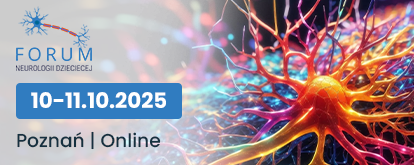 FORUM
NEUROLOGII DZIECIĘCEJ
10-11.10.2025
Poznań | Online